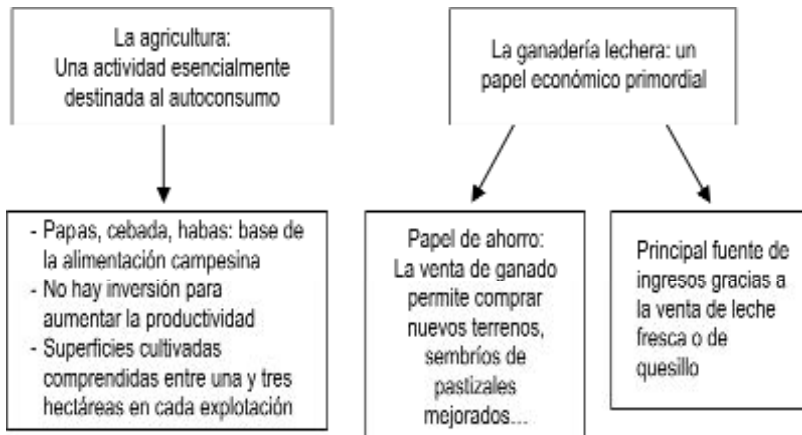 La agricultura:
Una actividad esencialmente
destinada al autoconsumo
La ganadería lechera: un
papel económico primordial
- Papas, cebada, habas: base de
la alimentación campesina
- No hay inversión para
aumentar la productividad
- Superficies cultivadas
comprendidas entre una y tres
hectáreas en cada explotación
Papel de ahorro:
La venta de ganado
permite comprar
nuevos terrenos,
sembríos de
pastizales
mejorados…
Principal fuente de
ingresos gracias a
la venta de leche
fresca o de
quesillo